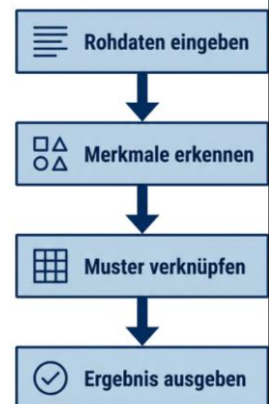 Rohdaten eingeben
Merkmale erkennen
Muster verknüpfen
Ergebnis ausgeben